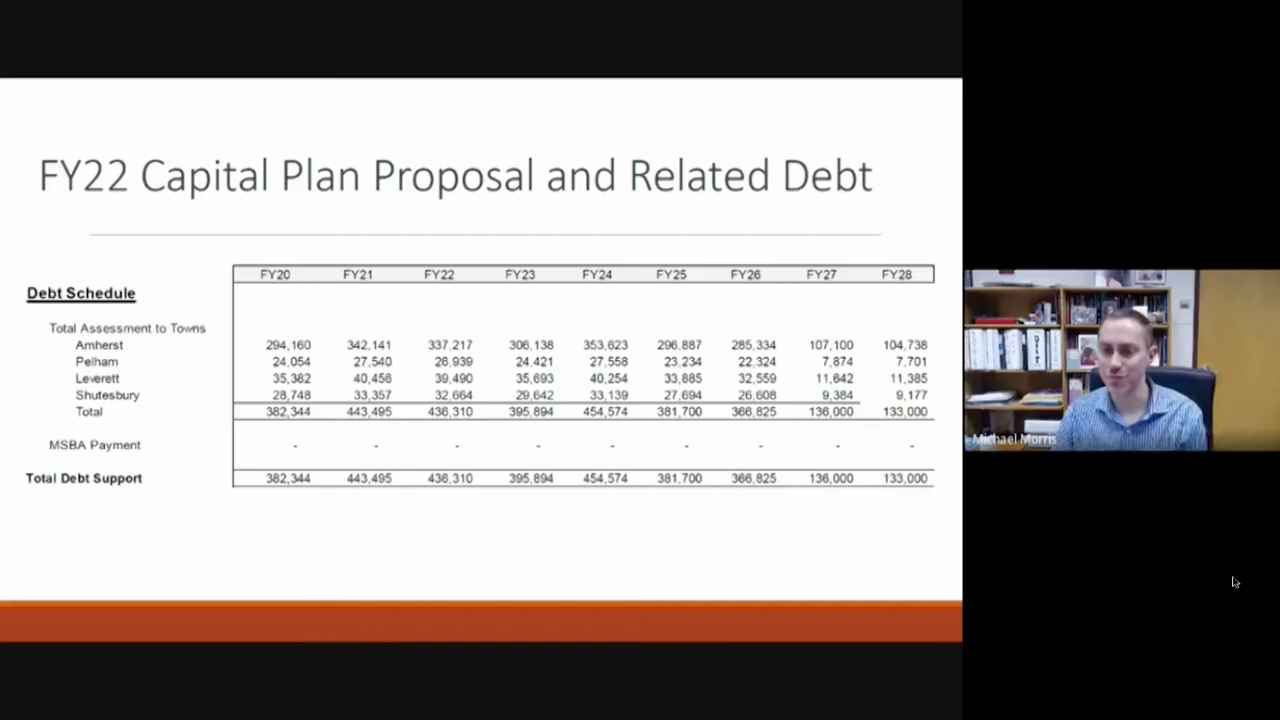 FY22 Capital Plan Proposal and Related Debt
FY20 FY21 FY22 FY23 FY24 FY25 FY26 FY27 FY28
Debt Schedule
Total Assessment to Towns
Amherst 294,160 342,141 337,217 306,138 353,623 296,887 285,334 107,100 104,738
Pelham 24,054 27,540 26,939 24,421 27,558 23,234 22,324 7,874 7,701
Leverett 35,382 40,456 39,490 35,693 40,254 33,885 32,559 11,642 11,385
Shutesbury 28,748 33,357 32,664 29,642 33,139 27,694 26,608 9,384 9,177
Total 382,344 443,495 436,310 395,894 454,574 381,700 366,825 136,000 133,000
MSBA Payment - - - - - - - - -
Total Debt Support 382,344 443,495 436,310 395,894 454,574 381,700 366,825 136,000 133,000
Michael Morris